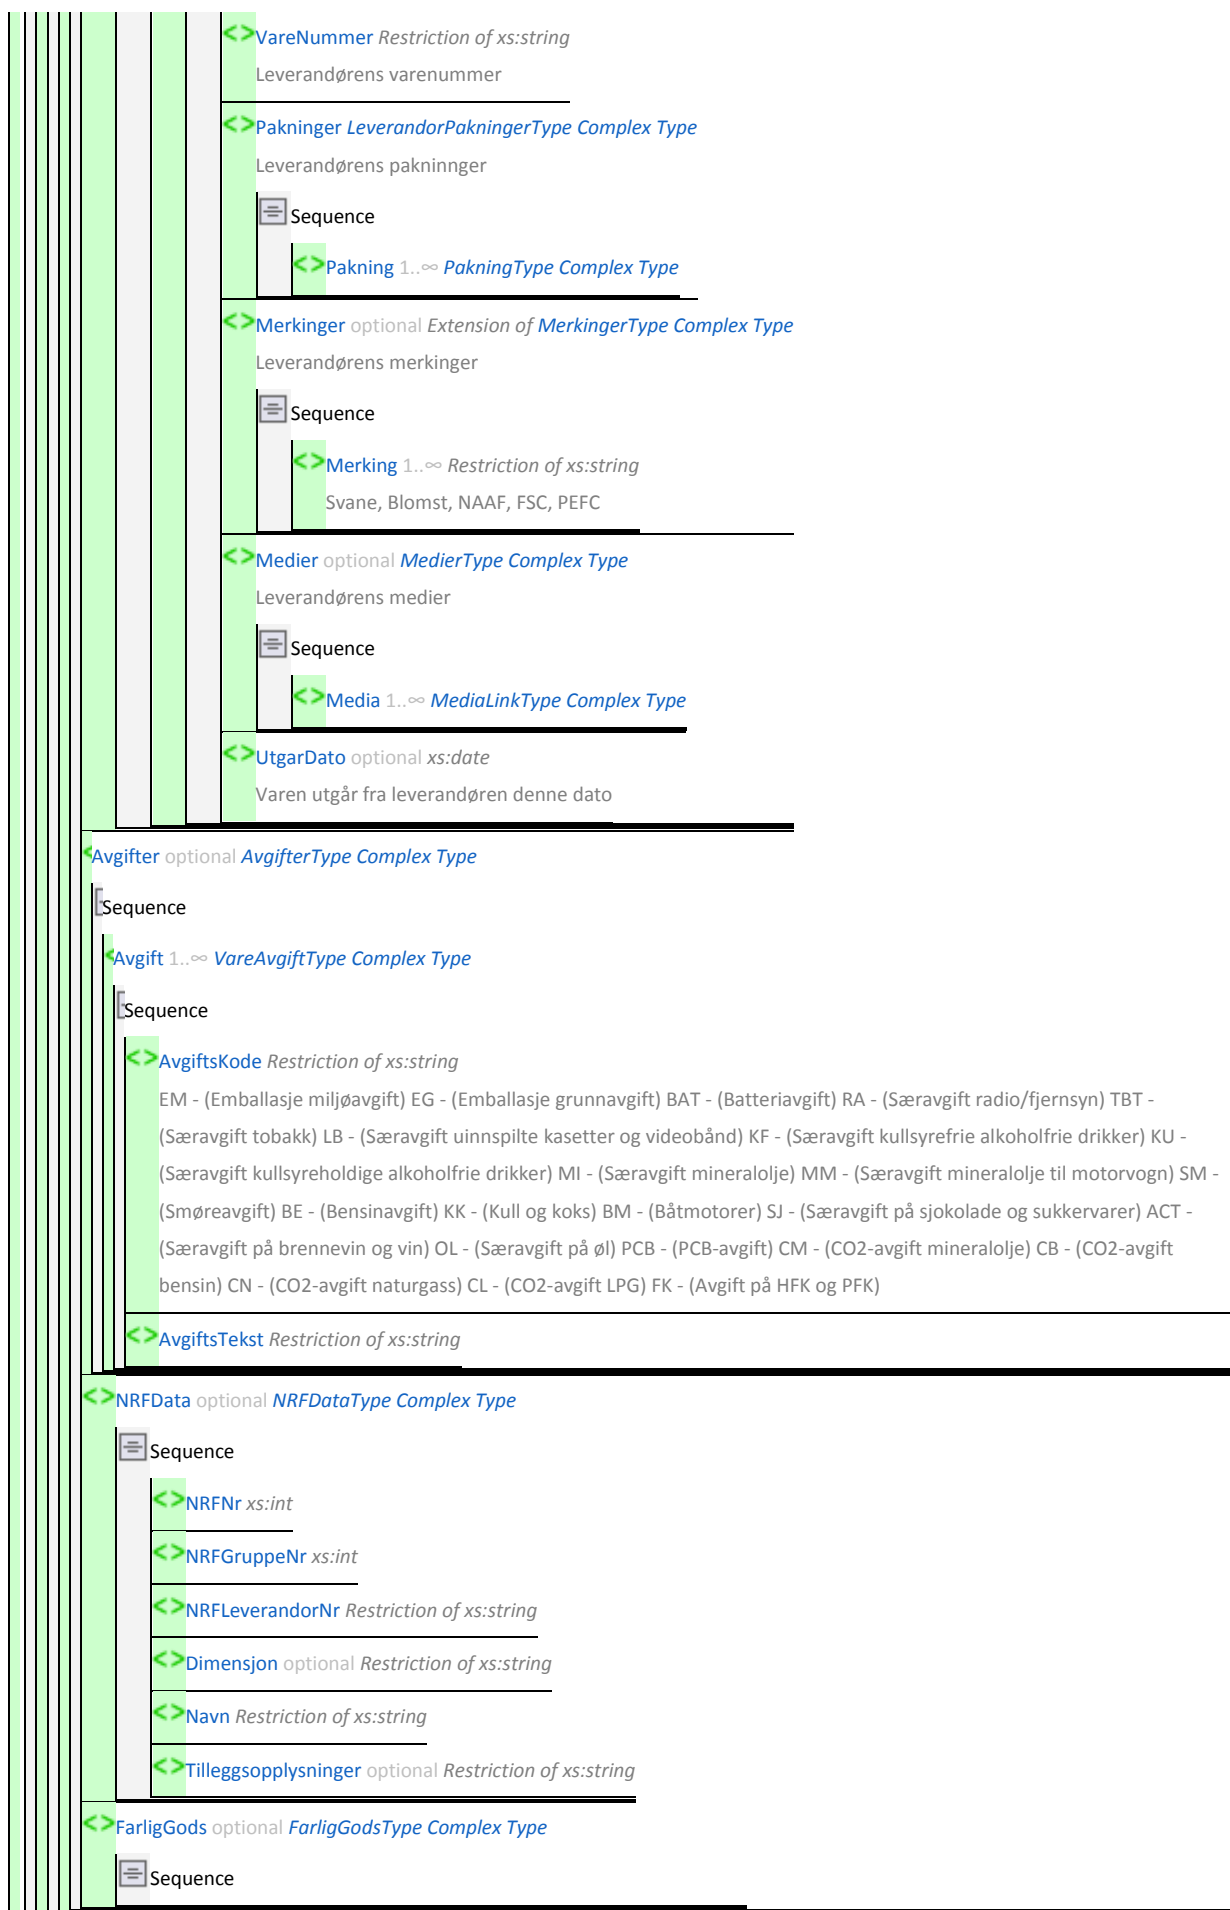 VareNummer Restriction of xs:string
Leverandørens varenummer
Pakninger LeverandorPakningerType Complex Type
Leverandørens pakninnger
Sequence
Pakning 1..∞ PakningType Complex Type
Merkinger optional Extension of MerkingerType Complex Type
Leverandørens merkinger
Sequence
Merking 1..∞ Restriction of xs:string
Svane, Blomst, NAAF, FSC, PEFC
Medier optional MedierType Complex Type
Leverandørens medier
Sequence
Media 1..∞ MediaLinkType Complex Type
UtgarDato optional xs:date
Varen utgår fra leverandøren denne dato
Avgifter optional AvgifterType Complex Type
Sequence
Avgift 1..∞ VareAvgiftType Complex Type
Sequence
AvgiftsKode Restriction of xs:string
EM - (Emballasje miljøavgift) EG - (Emballasje grunnavgift) BAT - (Batteriavgift) RA - (Særavgift radio/fjernsyn) TBT -
(Særavgift tobakk) LB - (Særavgift uinnspilte kasetter og videobånd) KF - (Særavgift kullsyrefrie alkoholfrie drikker) KU -
(Særavgift kullsyreholdige alkoholfrie drikker) MI - (Særavgift mineralolje) MM - (Særavgift mineralolje til motorvogn) SM -
(Smøreavgift) BE - (Bensinavgift) KK - (Kull og koks) BM - (Båtmotorer) SJ - (Særavgift på sjokolade og sukkervarer) ACT -
(Særavgift på brennevin og vin) OL - (Særavgift på øl) PCB - (PCB-avgift) CM - (CO2-avgift mineralolje) CB - (CO2-avgift
bensin) CN - (CO2-avgift naturgass) CL - (CO2-avgift LPG) FK - (Avgift på HFK og PFK)
AvgiftsTekst Restriction of xs:string
NRFData optional NRFDataType Complex Type
Sequence
NRFNr xs:int
NRFGruppeNr xs:int
NRFLeverandorNr Restriction of xs:string
Dimensjon optional Restriction of xs:string
Navn Restriction of xs:string
Tilleggsopplysninger optional Restriction of xs:string
FarligGods optional FarligGodsType Complex Type
Sequence